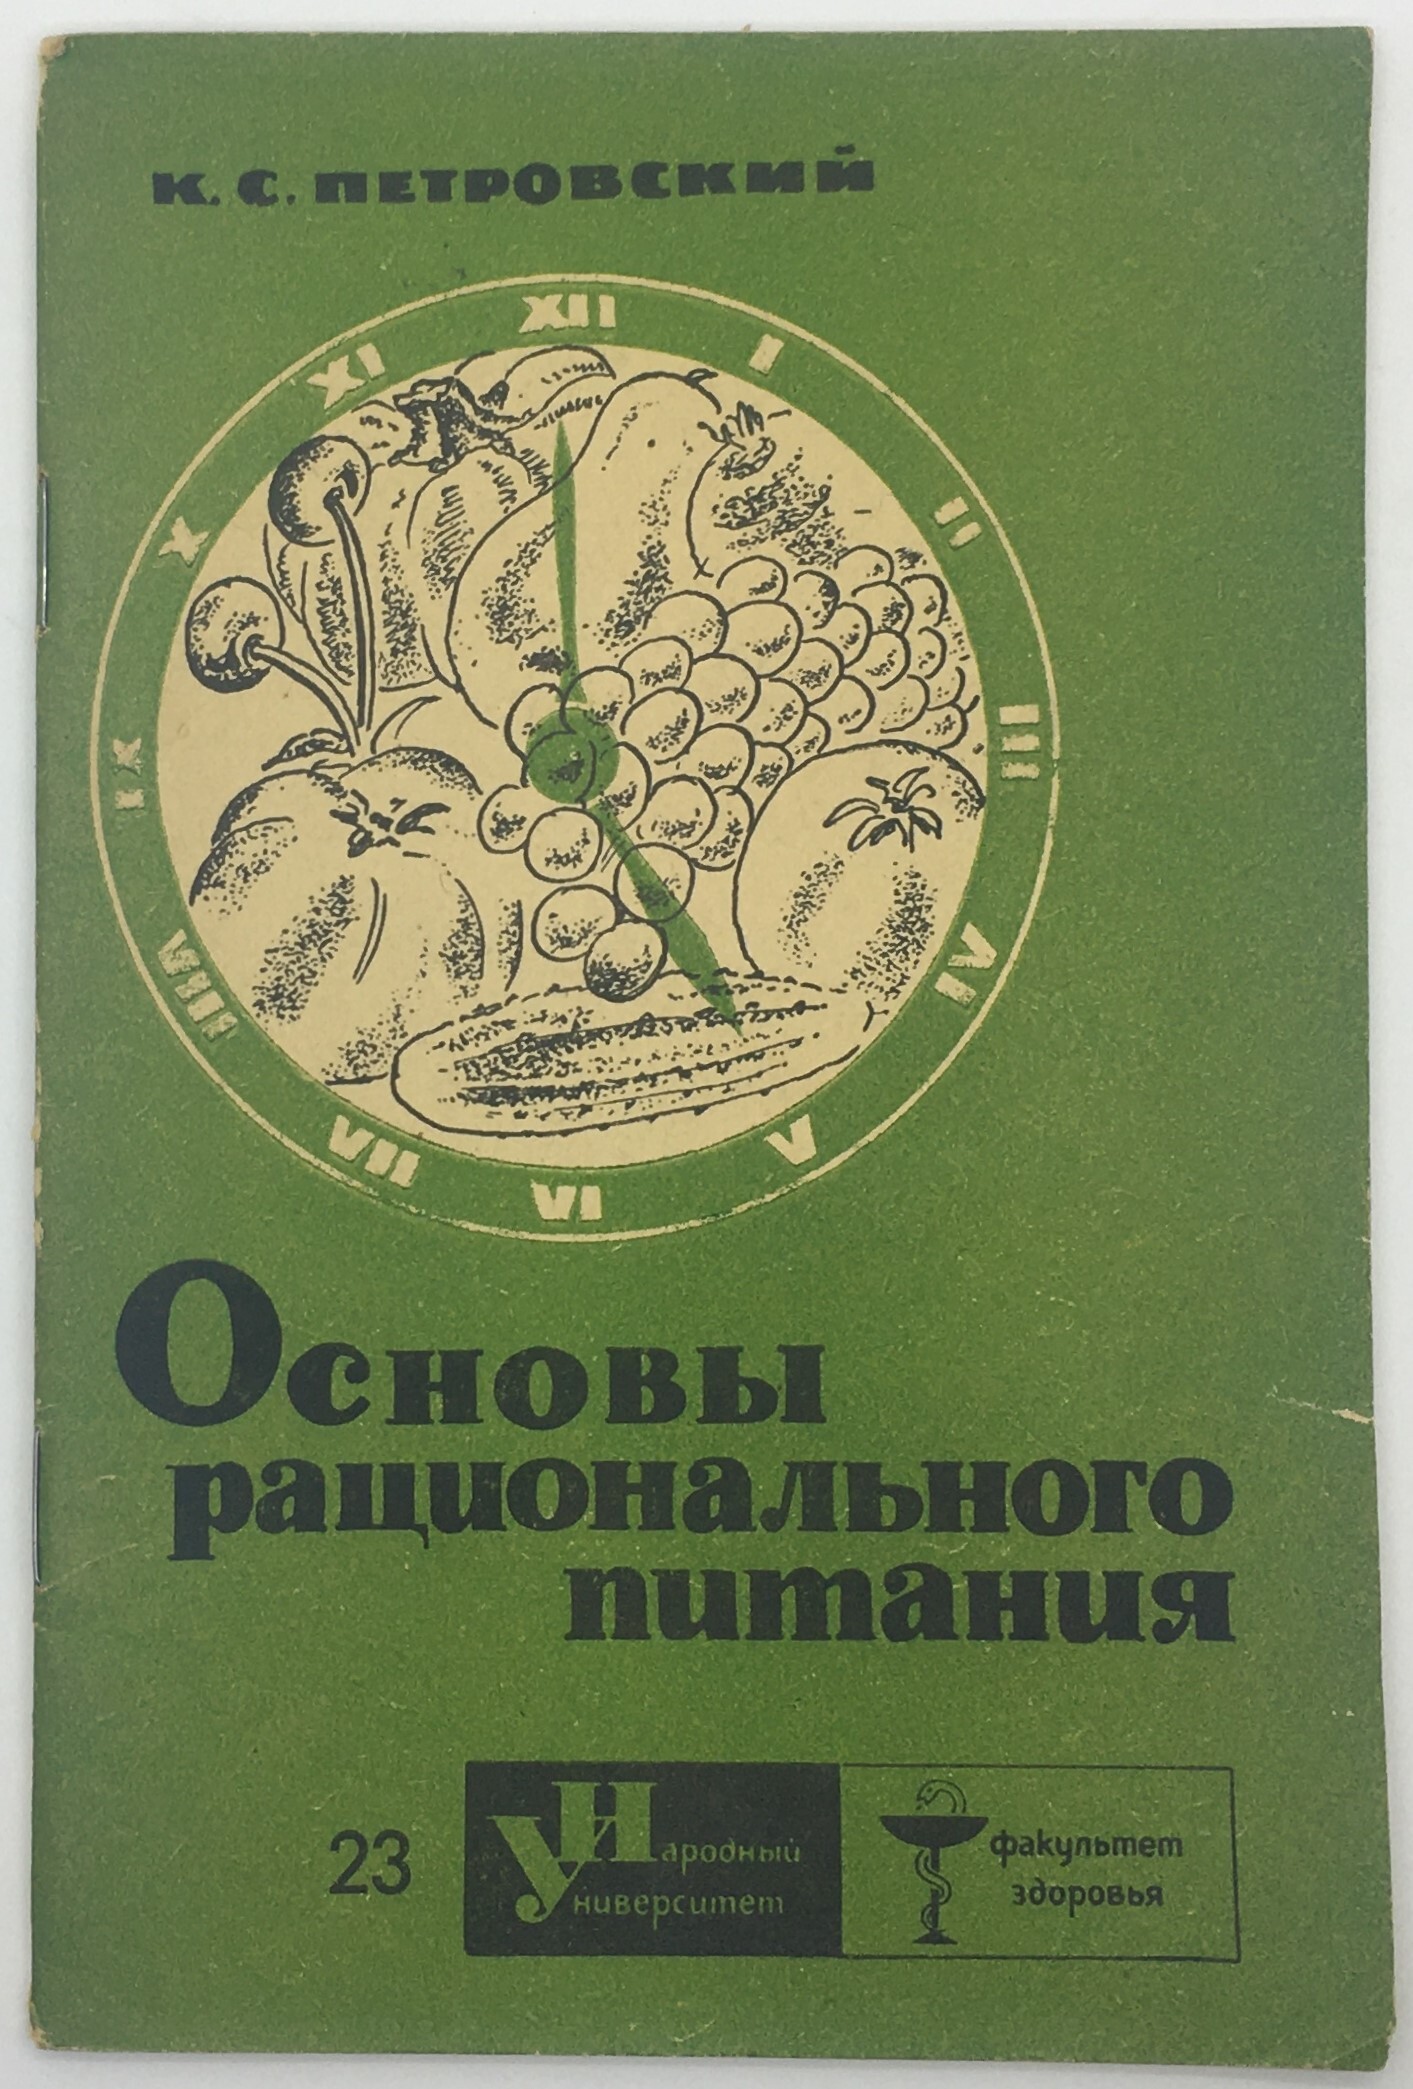 К. С. ПЕТРОВСКИЙ
XII
I
II
III
IV
V
VI
VII
VIII
IX
X
XI
Основы
рационального
питания
23
Народный
Университет
факультет
здоровья